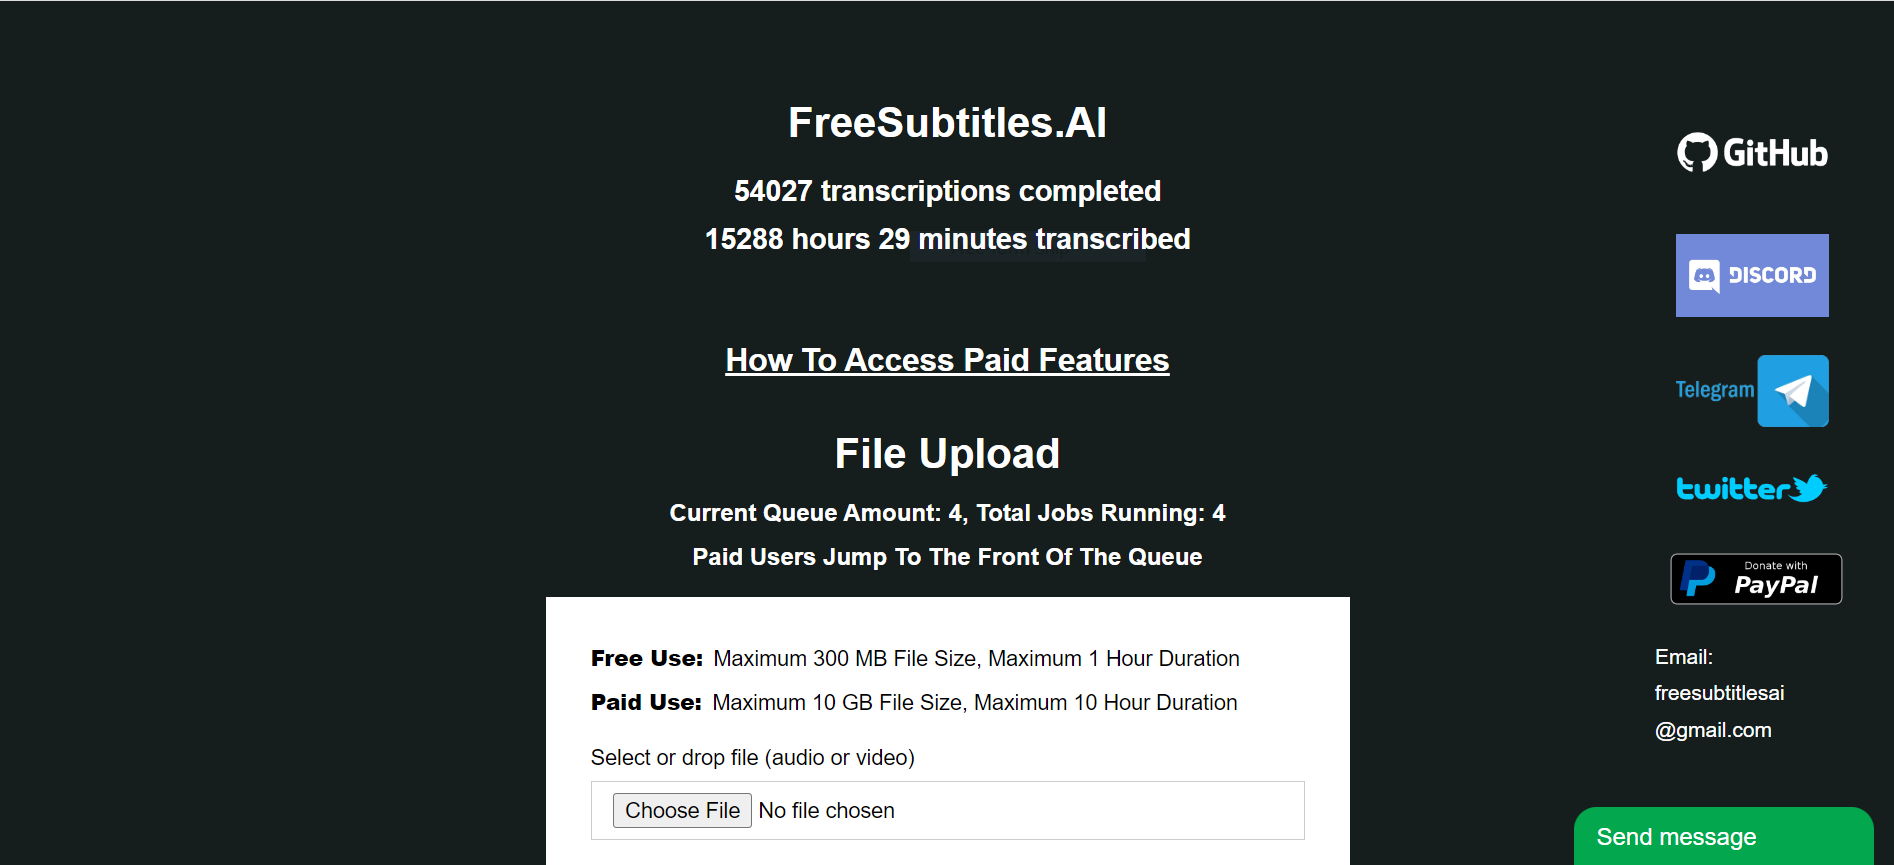 FreeSubtitles.AI
54027 transcriptions completed
15288 hours 29 minutes transcribed
How To Access Paid Features
File Upload
Current Queue Amount: 4, Total Jobs Running: 4
Paid Users Jump To The Front Of The Queue
Free Use: Maximum 300 MB File Size, Maximum 1 Hour Duration
Paid Use: Maximum 10 GB File Size, Maximum 10 Hour Duration
Select or drop file (audio or video)
Choose File No file chosen
GitHub
DISCORD
Telegram
twitter
Donate with
PayPal
Email:
freesubtitlesai
@gmail.com
Send message